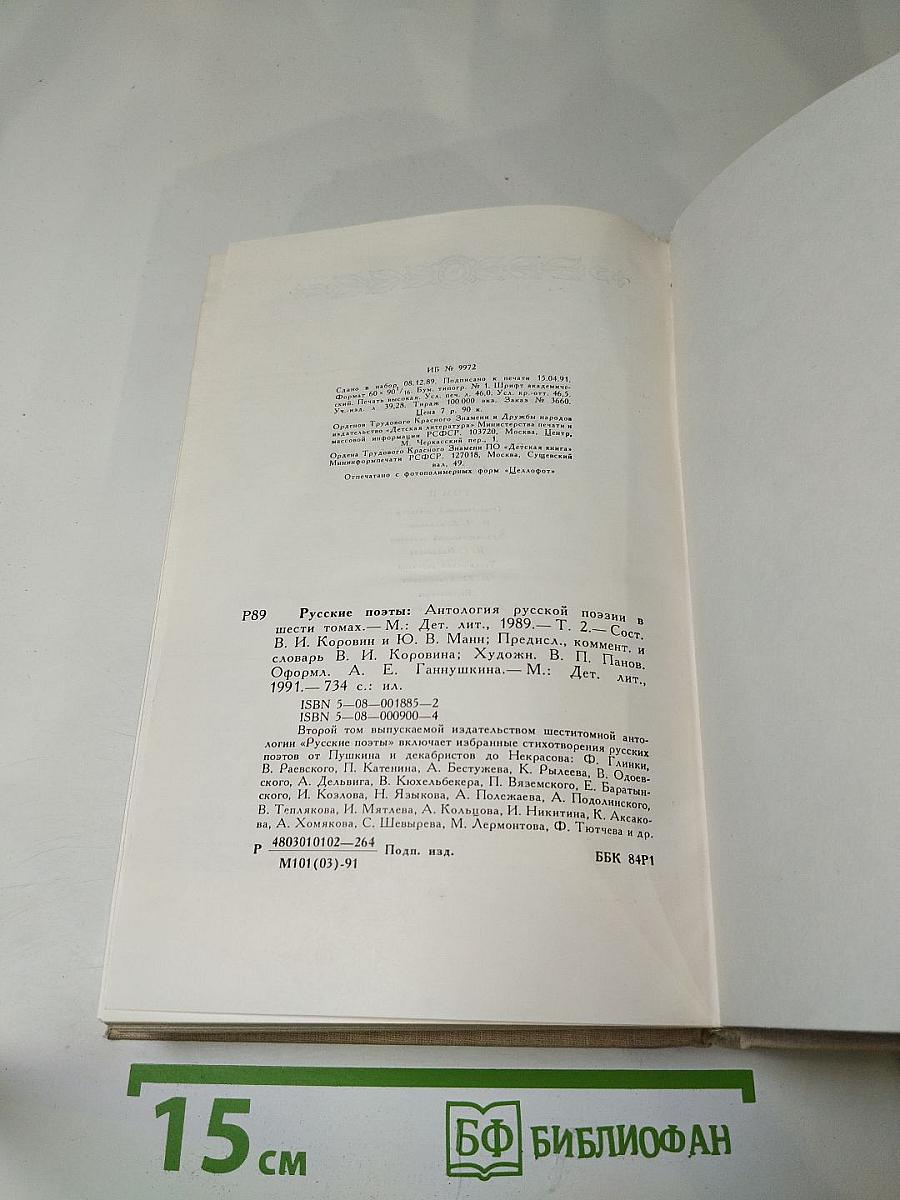 ИБ № 9972
Сдано в набор 08.12.89. Подписано к печати 15.04.91.
Формат 60×90 1/16. Бум. типогр. № 1. Шрифт академиче-
ский. Печать высокая. Усл. печ. л. 46,0. Усл. кр.-отт. 46,5.
Уч.-изд. л. 39,28. Тираж 100 000 экз. Заказ № 3660.
Цена 7 р. 90 к.
Орденов Трудового Красного Знамени и Дружбы народов
издательство «Детская литература» Министерства печати и
массовой информации РСФСР. 103720, Москва, Центр,
М. Черкасский пер., 1.
Ордена Трудового Красного Знамени ПО «Детская книга»
Мининформпечати РСФСР. 127018, Москва, Сущевский
вал, 49.
Отпечатано с фотополимерных форм «Целлофот»
Р89 Русские поэты: Антология русской поэзии в
шести томах.— М.: Дет. лит., 1989.— Т. 2.— Сост.
В. И. Коровин и Ю. В. Манн; Предисл., коммент. и
словарь В. И. Коровина; Художн. В. П. Панов.
Оформл. А. Е. Ганнушкина.— М.: Дет. лит.,
1991.— 734 с.: ил.
ISBN 5—08—001885—2
ISBN 5—08—000900—4
Второй том выпускаемой издательством шеститомной анто-
логии «Русские поэты» включает избранные стихотворения русских
поэтов от Пушкина и декабристов до Некрасова: Ф. Глинки,
В. Раевского, П. Катенина, А. Бестужева, К. Рылеева, В. Одоев-
ского, А. Дельвига, В. Кюхельбекера, П. Вяземского, Е. Баратын-
ского, И. Козлова, Н. Языкова, А. Полежаева, А. Подолинского,
В. Теплякова, И. Мятлева, А. Кольцова, И. Никитина, К. Аксако-
ва, А. Хомякова, С. Шевырева, М. Лермонтова, Ф. Тютчева и др.
Р 4803010102—264 Подп. изд.
М101(03)-91
ББК 84Р1
15 см
БФ БИБЛИОФАН